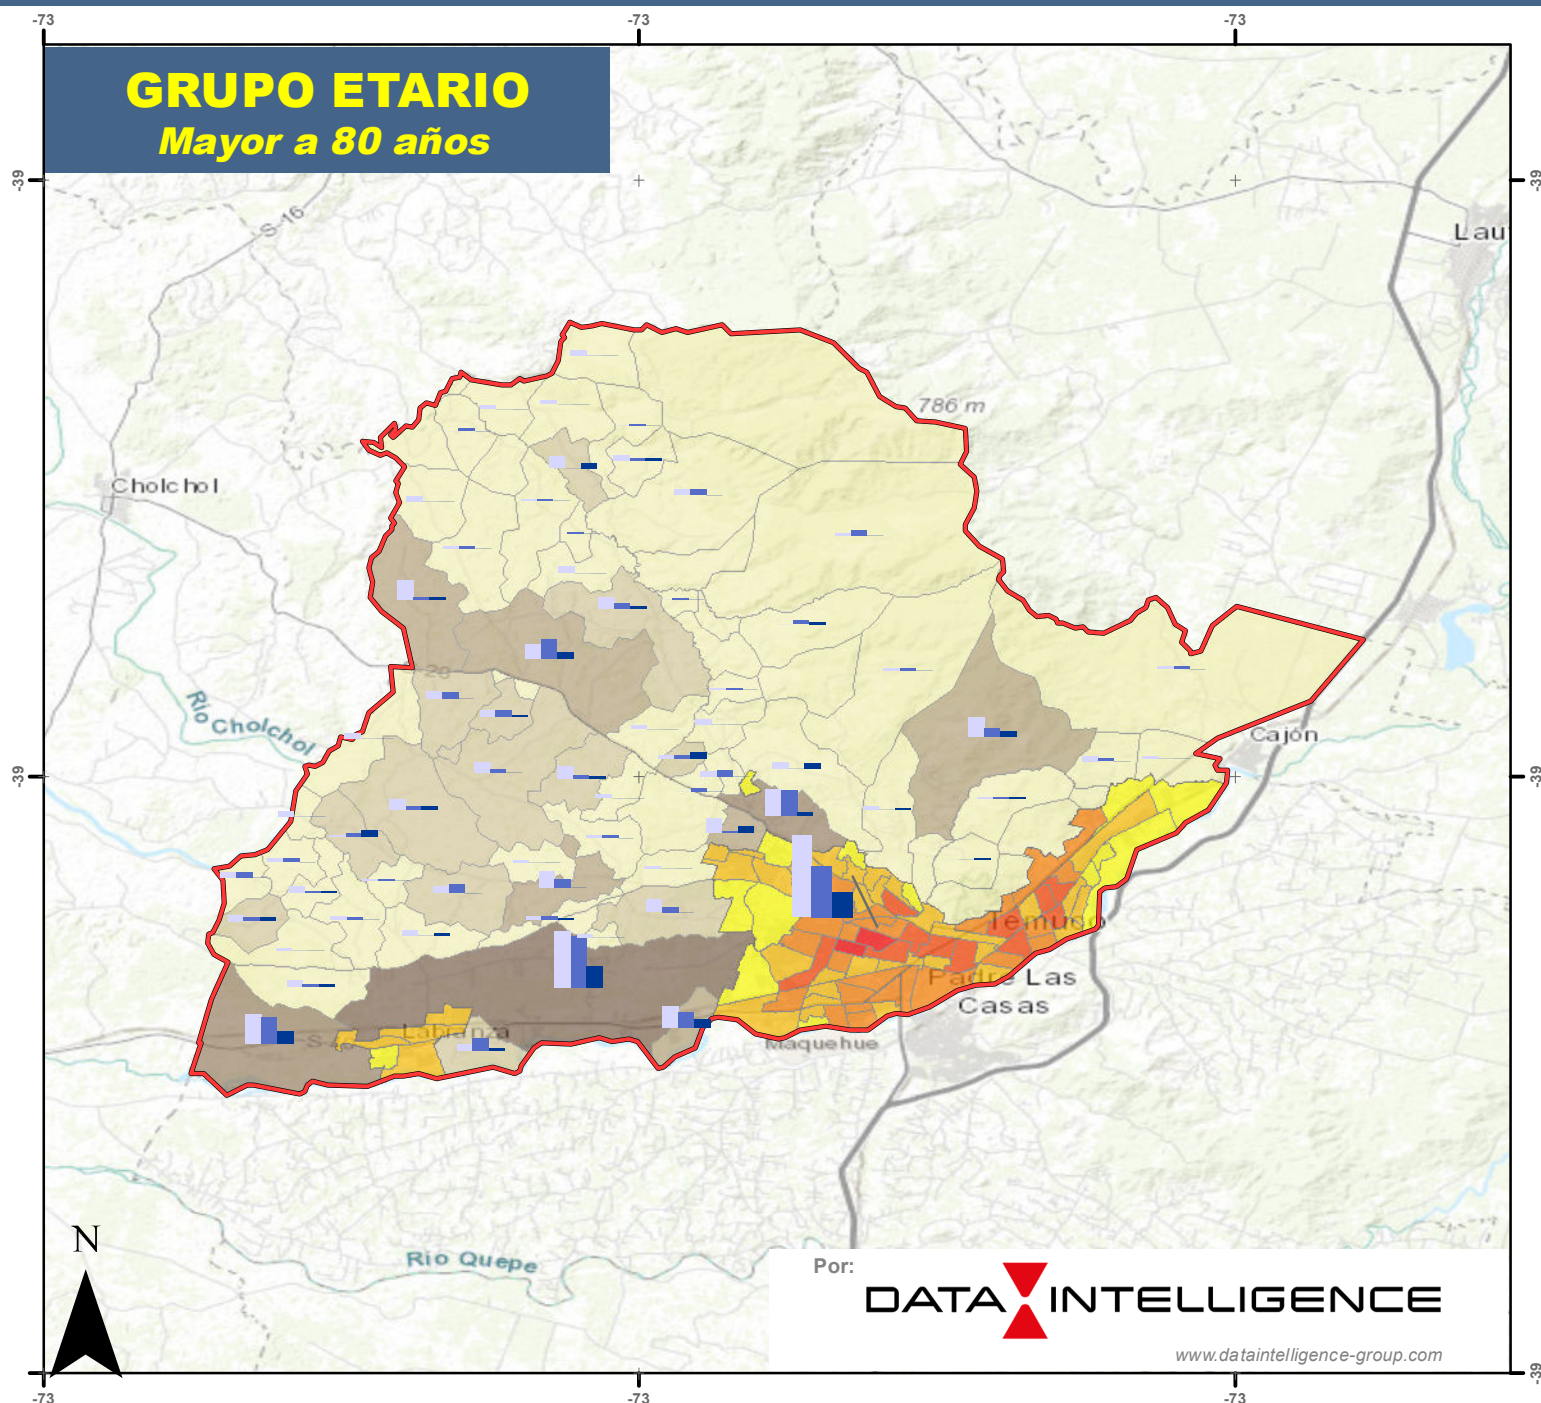 -73
-73
-73
GRUPO ETARIO
Mayor a 80 años
-39
-39
S-16
Lau
786 m
Cholchol
20
Río Cholchol
Cajón
-39
-39
Temuco
Padre Las
Casas
Labranza
S 40
Maquehue
N
Río Quepe
Por:
DATA INTELLIGENCE
www.dataintelligence-group.com
-39
-73
-73
-73